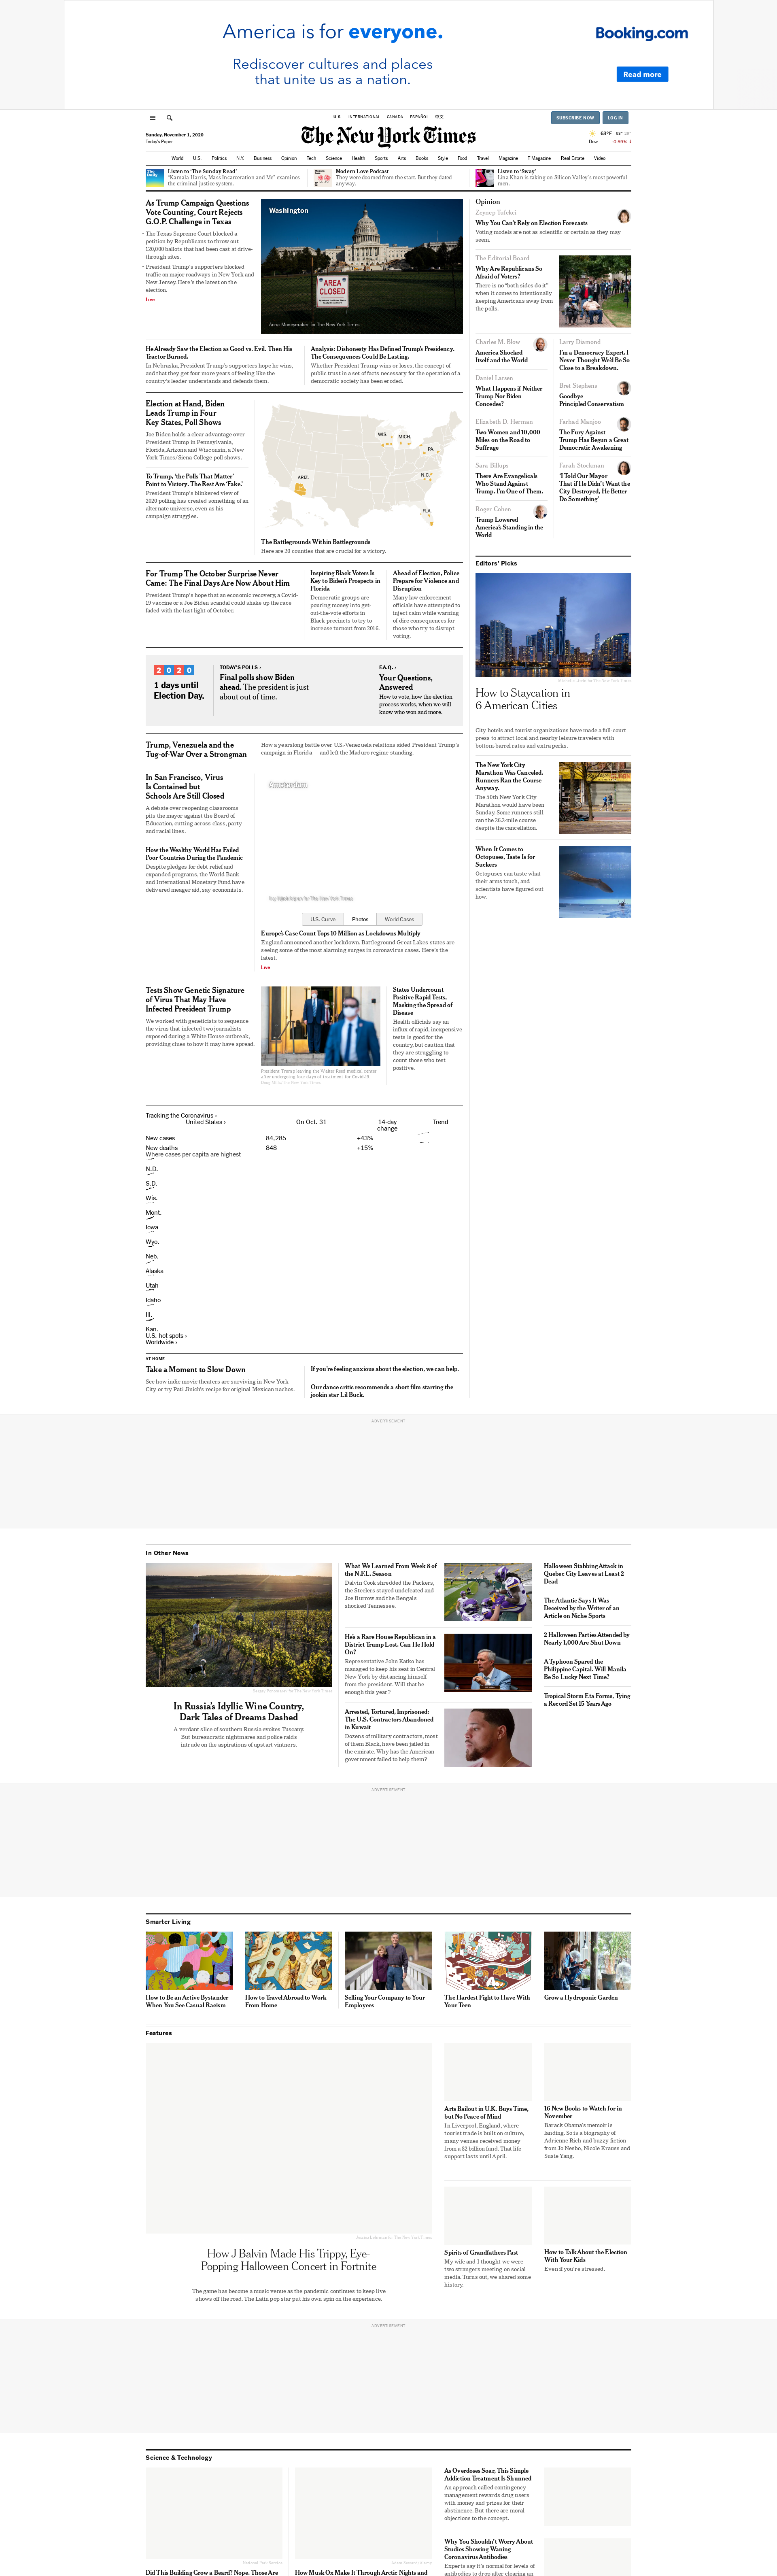 America is for everyone.
Rediscover cultures and places
that unite us as a nation.
Booking.com
Read more
U.S.
INTERNATIONAL
CANADA
ESPAÑOL
中文
SUBSCRIBE NOW
LOG IN
Sunday, November 1, 2020
Today's Paper
The New York Times
63°F
Dow
-0.59%
World
U.S.
Politics
N.Y.
Business
Opinion
Tech
Science
Health
Sports
Arts
Books
Style
Food
Travel
Magazine
T Magazine
Real Estate
Video
Listen to 'The Sunday Read'
"Kamala Harris, Mass Incarceration and Me" examines
the criminal justice system.
Modern Love Podcast
They were doomed from the start. But they dated
anyway.
Listen to 'Sway'
Lina Khan is taking on Silicon Valley's most powerful
men.
As Trump Campaign Questions
Vote Counting, Court Rejects
G.O.P. Challenge in Texas
• The Texas Supreme Court blocked a
petition by Republicans to throw out
120,000 ballots that had been cast at drive-
through sites.
• President Trump's supporters blocked
traffic on major roadways in New York and
New Jersey. Here's the latest on the
election.
Live
Washington
AREA
CLOSED
Anna Moneymaker for The New York Times
He Already Saw the Election as Good vs. Evil. Then His
Tractor Burned.
In Nebraska, President Trump's supporters hope he wins,
and that they get four more years of feeling like the
country's leader understands and defends them.
Analysis: Dishonesty Has Defined Trump's Presidency.
The Consequences Could Be Lasting.
Whether President Trump wins or loses, the concept of
public trust in a set of facts necessary for the operation of a
democratic society has been eroded.
Election at Hand, Biden
Leads Trump in Four
Key States, Poll Shows
Joe Biden holds a clear advantage over
President Trump in Pennsylvania,
Florida, Arizona and Wisconsin, a New
York Times/Siena College poll shows.
To Trump, 'the Polls That Matter'
Point to Victory. The Rest Are 'Fake.'
President Trump's blinkered view of
2020 polling has created something of an
alternate universe, even as his
campaign struggles.
WIS.
MICH.
PA.
N.C.
ARIZ.
FLA.
The Battlegrounds Within Battlegrounds
Here are 20 counties that are crucial for a victory.
For Trump The October Surprise Never
Came: The Final Days Are Now About Him
President Trump's hope that an economic recovery, a Covid-
19 vaccine or a Joe Biden scandal could shake up the race
faded with the last light of October.
Inspiring Black Voters Is
Key to Biden's Prospects in
Florida
Democratic groups are
pouring money into get-
out-the-vote efforts in
Black precincts to try to
increase turnout from 2016.
Ahead of Election, Police
Prepare for Violence and
Disruption
Many law enforcement
officials have attempted to
inject calm while warning
of dire consequences for
those who try to disrupt
voting.
2020
1 days until
Election Day.
TODAY'S POLLS ›
Final polls show Biden
ahead. The president is just
about out of time.
F.A.Q. ›
Your Questions,
Answered
How to vote, how the election
process works, when we will
know who won and more.
Trump, Venezuela and the
Tug-of-War Over a Strongman
How a yearslong battle over U.S.-Venezuela relations aided President Trump's
campaign in Florida — and left the Maduro regime standing.
In San Francisco, Virus
Is Contained but
Schools Are Still Closed
A debate over reopening classrooms
pits the mayor against the Board of
Education, cutting across class, party
and racial lines.
How the Wealthy World Has Failed
Poor Countries During the Pandemic
Despite pledges for debt relief and
expanded programs, the World Bank
and International Monetary Fund have
delivered meager aid, say economists.
Amsterdam
U.S. Curve
Photos
World Cases
Europe's Case Count Tops 10 Million as Lockdowns Multiply
England announced another lockdown. Battleground Great Lakes states are
seeing some of the most alarming surges in coronavirus cases. Here's the
latest.
Live
Tests Show Genetic Signature
of Virus That May Have
Infected President Trump
We worked with geneticists to sequence
the virus that infected two journalists
exposed during a White House outbreak,
providing clues to how it may have spread.
President Trump leaving the Walter Reed medical center
after undergoing four days of treatment for Covid-19.
States Undercount
Positive Rapid Tests,
Masking the Spread of
Disease
Health officials say an
influx of rapid, inexpensive
tests is good for the
country, but caution that
they are struggling to
count those who test
positive.
Tracking the Coronavirus ›
United States ›
On Oct. 31
14-day
change
Trend
New cases
84,285
+43%
New deaths
848
+15%
Where cases per capita are highest
N.D.
S.D.
Wis.
Mont.
Iowa
Wyo.
Neb.
Alaska
Utah
Idaho
Ill.
Kan.
U.S. hot spots ›
Worldwide ›
AT HOME
Take a Moment to Slow Down
See how indie movie theaters are surviving in New York
City or try Pati Jinich's recipe for original Mexican nachos.
If you're feeling anxious about the election, we can help.
Our dance critic recommends a short film starring the
jookin star Lil Buck.
Opinion
Zeynep Tufekci
Why You Can't Rely on Election Forecasts
Voting models are not as scientific or certain as they may
seem.
The Editorial Board
Why Are Republicans So
Afraid of Voters?
There is no "both sides do it"
when it comes to intentionally
keeping Americans away from
the polls.
Charles M. Blow
America Shocked
Itself and the World
Larry Diamond
I'm a Democracy Expert. I
Never Thought We'd Be So
Close to a Breakdown.
Daniel Larsen
What Happens if Neither
Trump Nor Biden
Concedes?
Bret Stephens
Goodbye
Principled Conservatism
Elizabeth D. Herman
Two Women and 10,000
Miles on the Road to
Suffrage
Farhad Manjoo
The Fury Against
Trump Has Begun a Great
Democratic Awakening
Sara Billups
There Are Evangelicals
Who Stand Against
Trump. I'm One of Them.
Farah Stockman
'I Told Our Mayor
That if He Didn't Want the
City Destroyed, He Better
Do Something'
Roger Cohen
Trump Lowered
America's Standing in the
World
Editors' Picks
How to Staycation in
6 American Cities
City hotels and tourist organizations have made a full-court
press to attract local and nearby leisure travelers with
bottom-barrel rates and extra perks.
The New York City
Marathon Was Canceled.
Runners Ran the Course
Anyway.
The 50th New York City
Marathon would have been
Sunday. Some runners still
ran the 26.2-mile course
despite the cancellation.
When It Comes to
Octopuses, Taste Is for
Suckers
Octopuses can taste what
their arms touch, and
scientists have figured out
how.
ADVERTISEMENT
In Other News
In Russia's Idyllic Wine Country,
Dark Tales of Dreams Dashed
A verdant slice of southern Russia evokes Tuscany.
But bureaucratic nightmares and police raids
intrude on the aspirations of upstart vintners.
What We Learned From Week 8 of
the N.F.L. Season
Dalvin Cook shredded the Packers,
the Steelers stayed undefeated and
Joe Burrow and the Bengals
shocked Tennessee.
He's a Rare House Republican in a
District Trump Lost. Can He Hold
On?
Representative John Katko has
managed to keep his seat in Central
New York by distancing himself
from the president. Will that be
enough this year?
Arrested, Tortured, Imprisoned:
The U.S. Contractors Abandoned
in Kuwait
Dozens of military contractors, most
of them Black, have been jailed in
the emirate. Why has the American
government failed to help them?
Halloween Stabbing Attack in
Quebec City Leaves at Least 2
Dead
The Atlantic Says It Was
Deceived by the Writer of an
Article on Niche Sports
2 Halloween Parties Attended by
Nearly 1,000 Are Shut Down
A Typhoon Spared the
Philippine Capital. Will Manila
Be So Lucky Next Time?
Tropical Storm Eta Forms, Tying
a Record Set 15 Years Ago
ADVERTISEMENT
Smarter Living
How to Be an Active Bystander
When You See Casual Racism
How to Travel Abroad to Work
From Home
Selling Your Company to Your
Employees
The Hardest Fight to Have With
Your Teen
Grow a Hydroponic Garden
Features
How J Balvin Made His Trippy, Eye-
Popping Halloween Concert in Fortnite
The game has become a music venue as the pandemic continues to keep live
shows off the road. The Latin pop star put his own spin on the experience.
Arts Bailout in U.K. Buys Time,
but No Peace of Mind
In Liverpool, England, where
tourist trade is built on culture,
many venues received money
from a $2 billion fund. That life
support lasts until April.
16 New Books to Watch for in
November
Barack Obama's memoir is
landing. So is a biography of
Adrienne Rich and buzzy fiction
from Jo Nesbo, Nicole Krauss and
Susie Yang.
Spirits of Grandfathers Past
My wife and I thought we were
two strangers meeting on social
media. Turns out, we shared some
history.
How to Talk About the Election
With Your Kids
Even if you're stressed.
ADVERTISEMENT
Science & Technology
Did This Building Grow a Beard? Nope. Those Are
How Musk Ox Make It Through Arctic Nights and
As Overdoses Soar, This Simple
Addiction Treatment Is Shunned
An approach called contingency
management rewards drug users
with money and prizes for their
abstinence. But there are moral
objections to the concept.
Why You Shouldn't Worry About
Studies Showing Waning
Coronavirus Antibodies
Experts say it's normal for levels of
antibodies to drop after clearing an